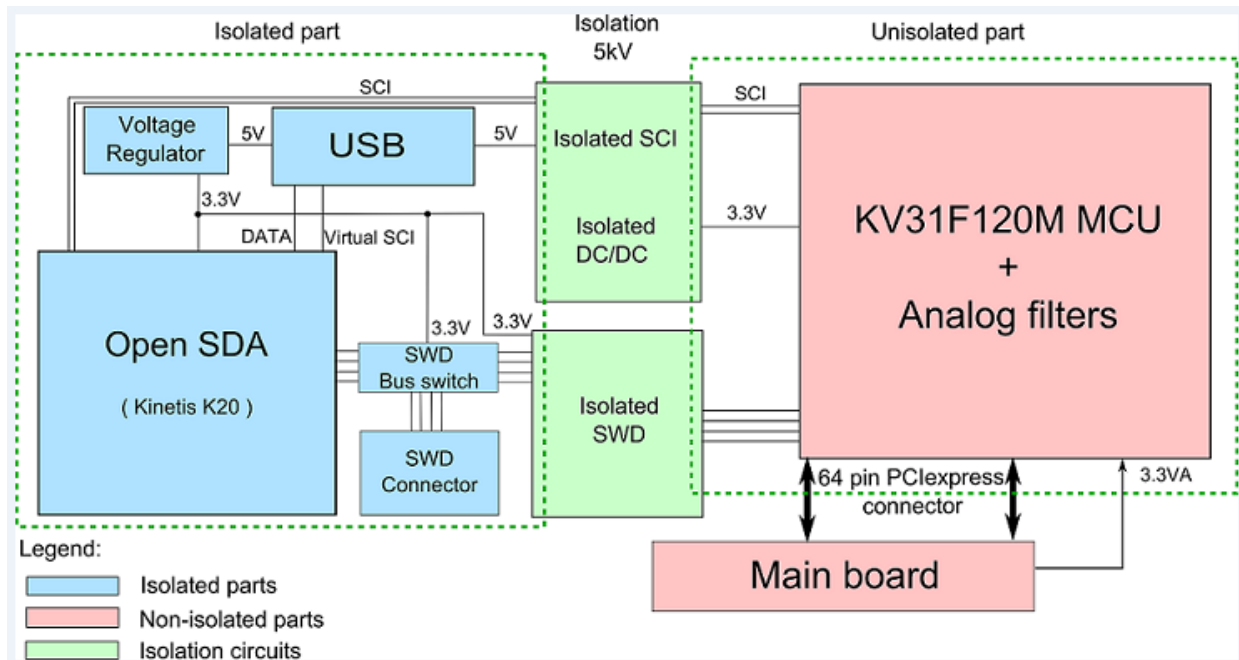 Isolated part
Isolation
5kV
Unisolated part
SCI
SCI
Voltage
Regulator
5V
USB
5V
Isolated SCI
3.3V
DATA
Virtual SCI
Isolated
DC/DC
3.3V
KV31F120M MCU
+
Analog filters
Open SDA
( Kinetis K20 )
3.3V
3.3V
SWD
Bus switch
Isolated
SWD
SWD
Connector
64 pin PCIexpress
connector
3.3VA
Main board
Legend:
Isolated parts
Non-isolated parts
Isolation circuits